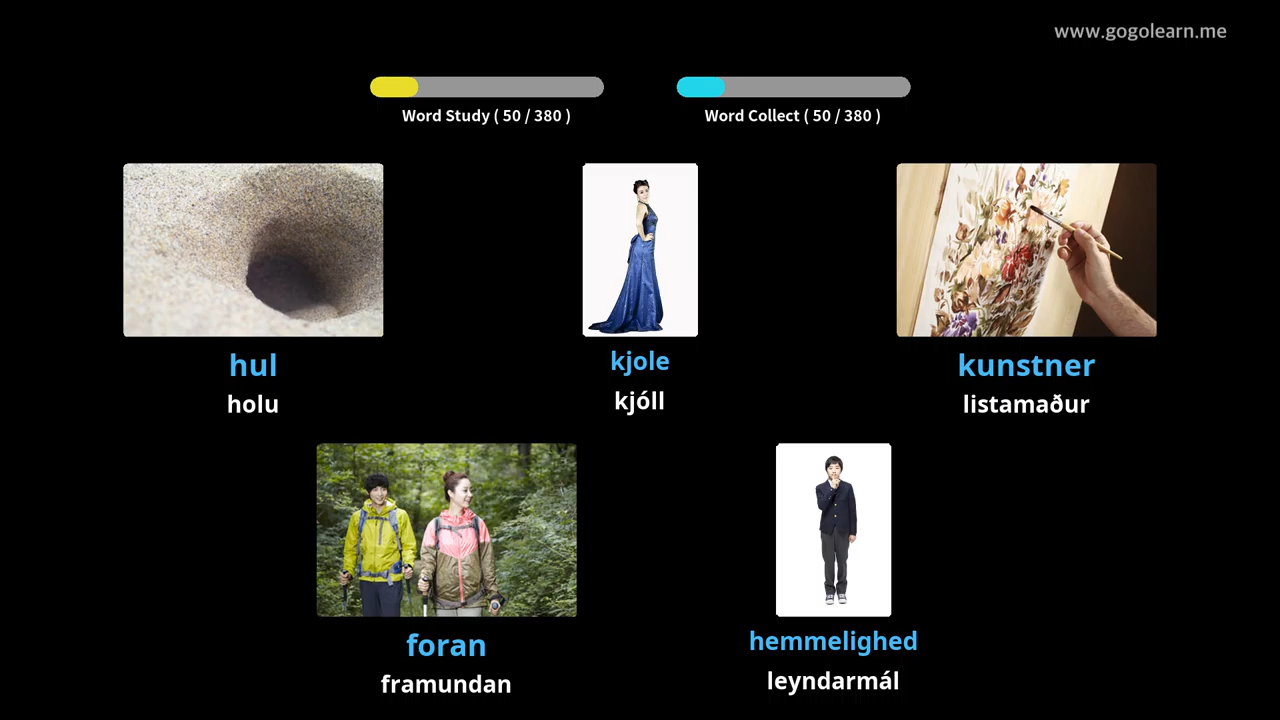 www.gogolearn.me
Word Study ( 50 / 380 )
Word Collect ( 50 / 380 )
hul
holu
kjole
kjóll
kunstner
listamaður
foran
framundan
hemmelighed
leyndarmál